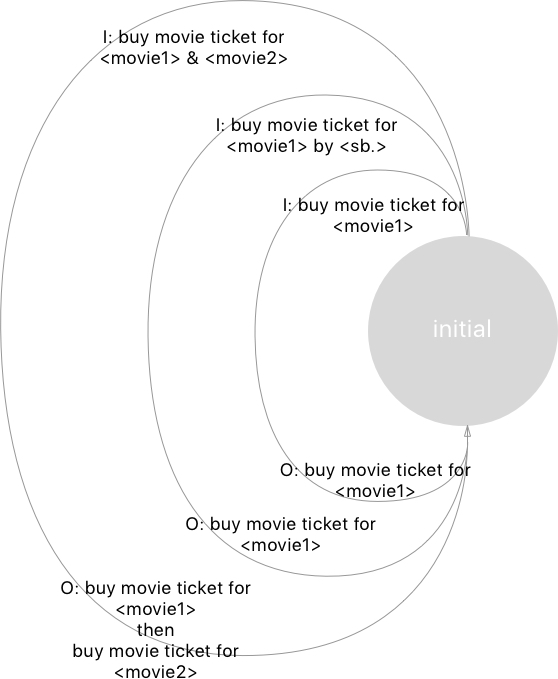 I: buy movie ticket for
<movie1> & <movie2>
I: buy movie ticket for
<movie1> by <sb.>
I: buy movie ticket for
<movie1>
initial
O: buy movie ticket for
<movie1>
O: buy movie ticket for
<movie1>
O: buy movie ticket for
<movie1>
then
buy movie ticket for
<movie2>